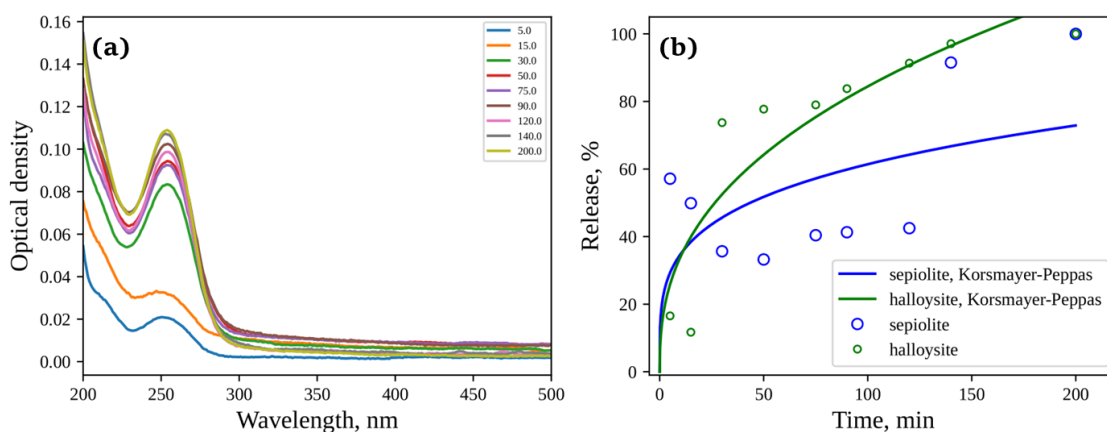 (a)
0.16
0.14
0.12
0.10
0.08
0.06
0.04
0.02
0.00
Optical density
200 250 300 350 400 450 500
Wavelength, nm
5.0
15.0
30.0
50.0
75.0
90.0
120.0
140.0
200.0
(b)
100
80
60
40
20
0
Release, %
0 50 100 150 200
Time, min
sepiolite, Korsmayer-Peppas
halloysite, Korsmayer-Peppas
sepiolite
halloysite